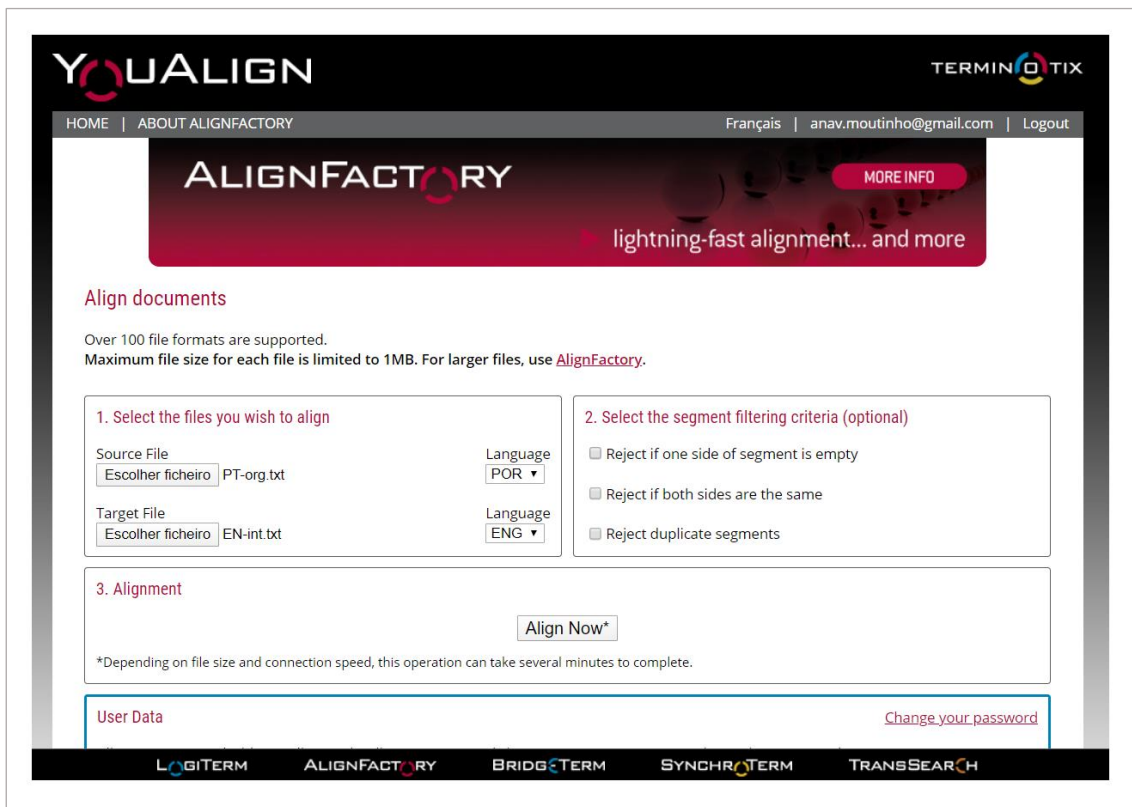 YOUALIGN
TERMINOTIX
HOME | ABOUT ALIGNFACTORY
Français | anav.moutinho@gmail.com | Logout
ALIGNFACTORY
MORE INFO
lightning-fast alignment... and more
Align documents
Over 100 file formats are supported.
Maximum file size for each file is limited to 1MB. For larger files, use AlignFactory.
1. Select the files you wish to align
Source File
Language
Escolher ficheiro PT-org.txt
POR
Target File
Language
Escolher ficheiro EN-int.txt
ENG
2. Select the segment filtering criteria (optional)
Reject if one side of segment is empty
Reject if both sides are the same
Reject duplicate segments
3. Alignment
Align Now*
*Depending on file size and connection speed, this operation can take several minutes to complete.
User Data
Change your password
LOGITERM ALIGNFACTORY BRIDGETERM SYNCHROTERM TRANSSEARCH